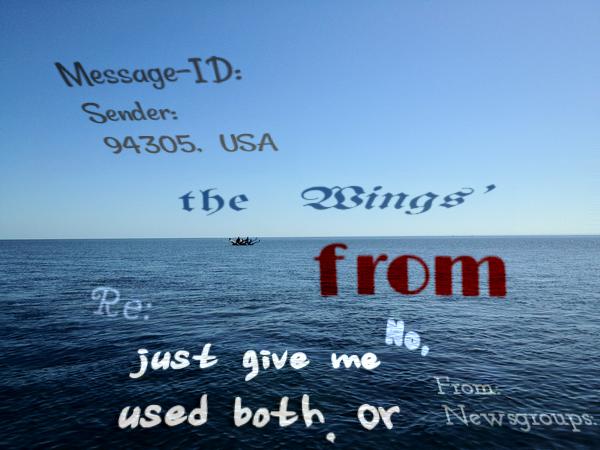 Message-ID:
Sender:
94305. USA
the Wings'
from
Re:
No,
just give me
used both, or
From:
Newsgroups: